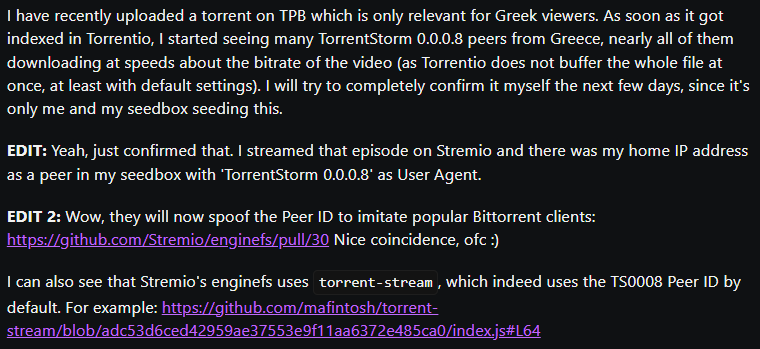 I have recently uploaded a torrent on TPB which is only relevant for Greek viewers. As soon as it got
indexed in Torrentio, I started seeing many TorrentStorm 0.0.0.8 peers from Greece, nearly all of them
downloading at speeds about the bitrate of the video (as Torrentio does not buffer the whole file at
once, at least with default settings). I will try to completely confirm it myself the next few days, since it's
only me and my seedbox seeding this.
EDIT: Yeah, just confirmed that. I streamed that episode on Stremio and there was my home IP address
as a peer in my seedbox with 'TorrentStorm 0.0.0.8' as User Agent.
EDIT 2: Wow, they will now spoof the Peer ID to imitate popular Bittorrent clients:
https://github.com/Stremio/enginefs/pull/30 Nice coincidence, ofc :)
I can also see that Stremio's enginefs uses torrent-stream, which indeed uses the TS0008 Peer ID by
default. For example: https://github.com/mafintosh/torrent-
stream/blob/adc53d6ced42959ae37553e9f11aa6372e485ca0/index.js#L64